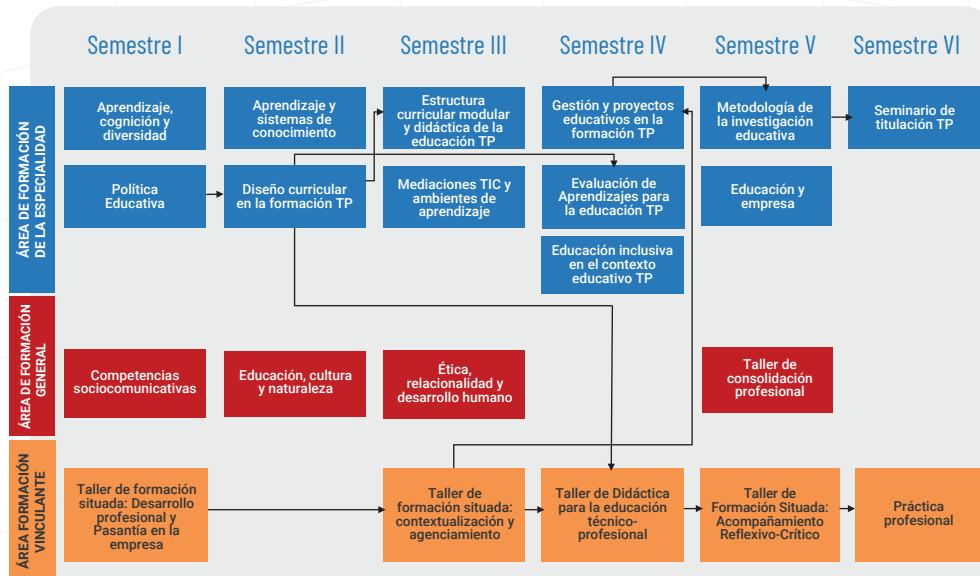 Semestre I
Semestre II
Semestre III
Semestre IV
Semestre V
Semestre VI
ÁREA DE FORMACIÓN
DE LA ESPECIALIDAD
Aprendizaje,
cognición y
diversidad
Aprendizaje y
sistemas de
conocimiento
Estructura
curricular modular
y didáctica de la
educación TP
Gestión y proyectos
educativos en la
formación TP
Metodología de
la investigación
educativa
Seminario de
titulación TP
Política
Educativa
Diseño curricular
en la formación TP
Mediaciones TIC y
ambientes de
aprendizaje
Evaluación de
Aprendizajes para
la educación TP
Educación y
empresa
Educación inclusiva
en el contexto
educativo TP
ÁREA DE FORMACIÓN
GENERAL
Competencias
sociocomunicativas
Educación, cultura
y naturaleza
Ética,
relacionalidad y
desarrollo humano
Taller de
consolidación
profesional
ÁREA FORMACIÓN
VINCULANTE
Taller de formación
situada: Desarrollo
profesional y
Pasantía en la
empresa
Taller de
formación situada:
contextualización y
agenciamiento
Taller de Didáctica
para la educación
técnico-
profesional
Taller de
Formación Situada:
Acompañamiento
Reflexivo-Crítico
Práctica
profesional